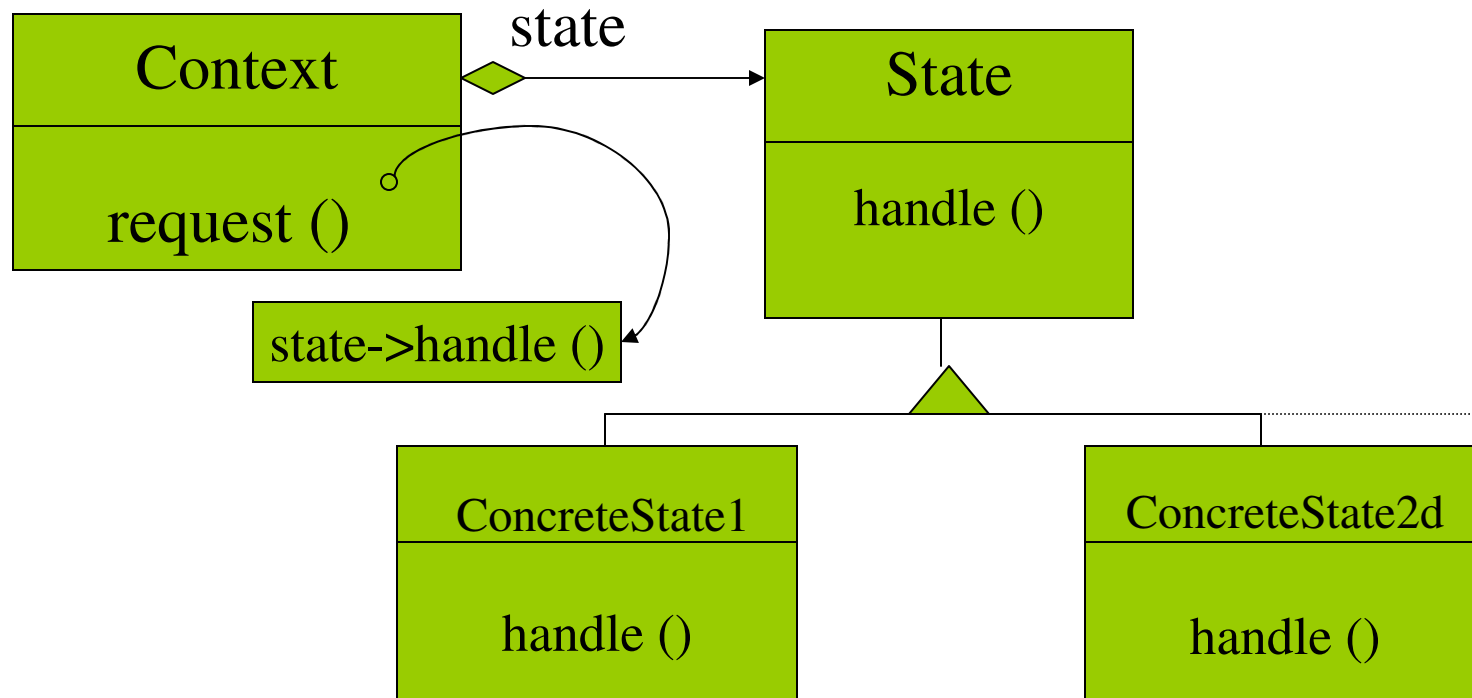 Context
state
State
request ()
handle ()
state->handle ()
ConcreteState1
ConcreteState2d
handle ()
handle ()